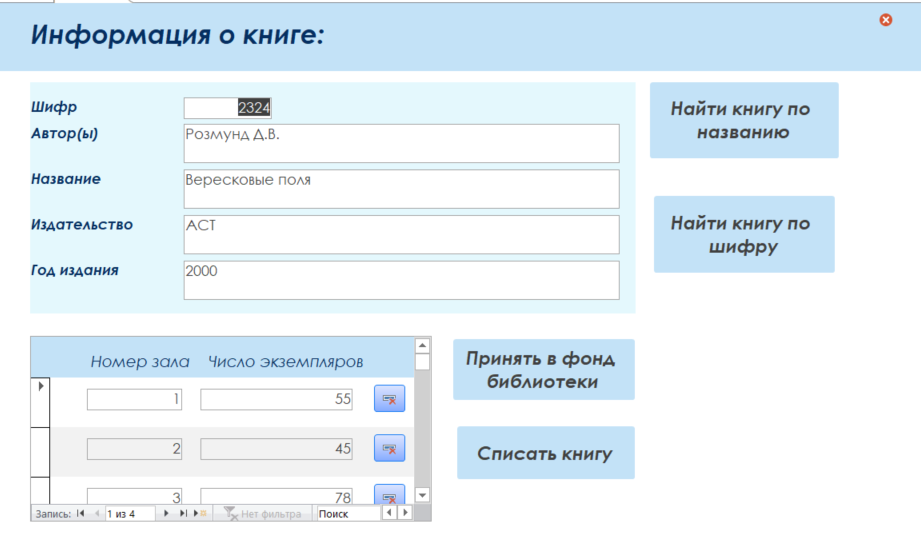 Информация о книге:
Шифр 2324
Автор(ы) Розмунд Д.В.
Название Вересковые поля
Издательство АСТ
Год издания 2000
Найти книгу по
названию
Найти книгу по
шифру
Номер зала Число экземпляров
1 55
2 45
3 78
Запись: 1 из 4 Нет фильтра Поиск
Принять в фонд
библиотеки
Списать книгу